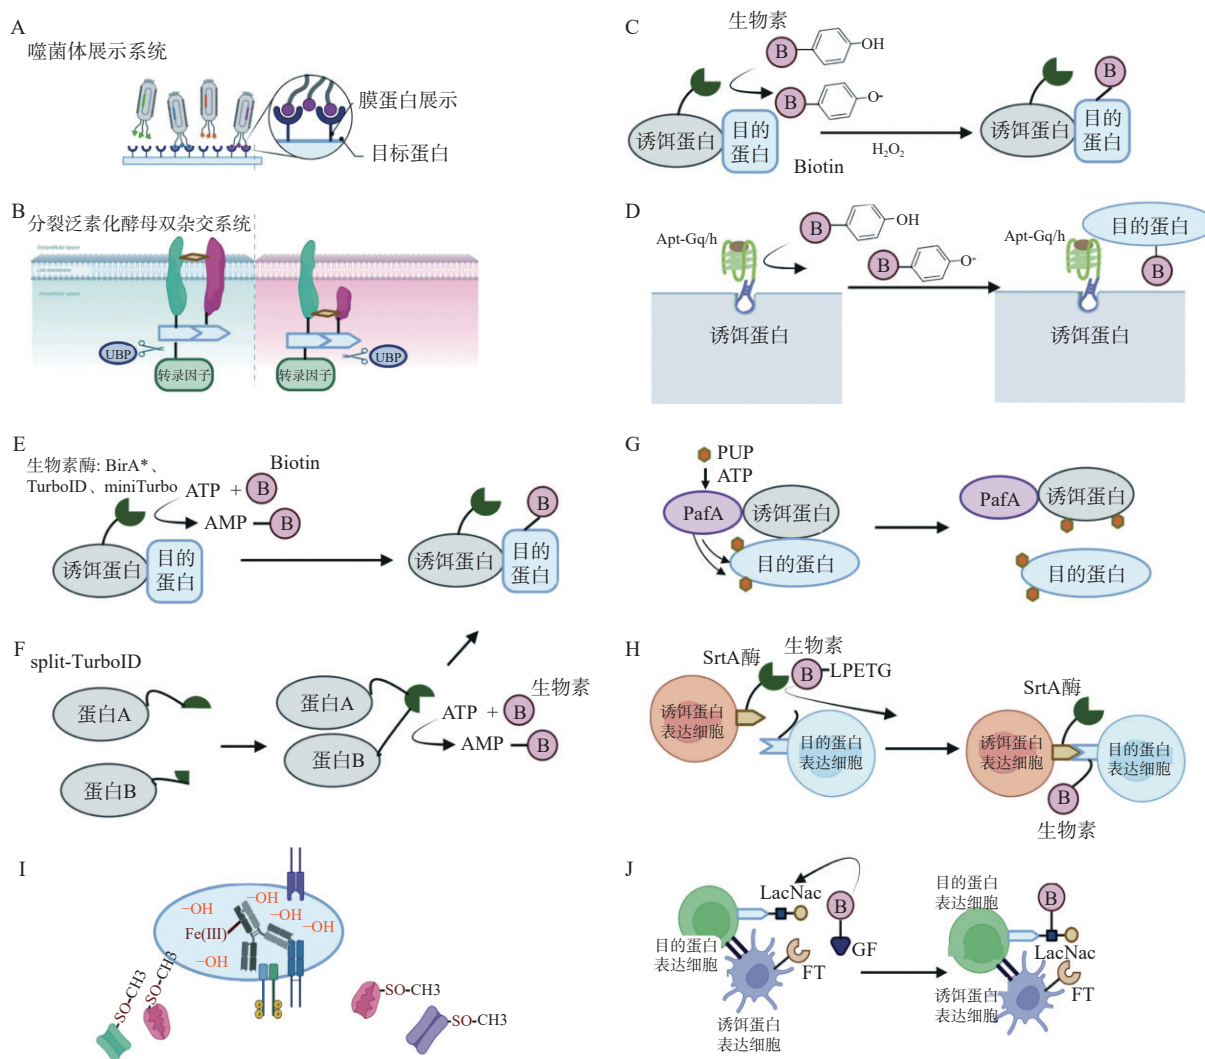 A
噬菌体展示系统
膜蛋白展示
目标蛋白
B
分裂泛素化酵母双杂交系统
Extracellular space
Intracellular space
UBP
UBP
转录因子
转录因子
C
生物素
B
OH
B
O-
诱饵蛋白
目的
蛋白
Biotin
H₂O₂
B
诱饵蛋白
目的
蛋白
D
Apt-Gq/h
B
OH
B
O-
诱饵蛋白
Apt-Gq/h
目的蛋白
B
诱饵蛋白
E
生物素酶: BirA*、
TurboID、miniTurbo
Biotin
ATP + B
AMP B
诱饵蛋白
目的
蛋白
B
诱饵蛋白
目的
蛋白
F
split-TurboID
蛋白A
蛋白B
蛋白A
蛋白B
生物素
ATP + B
AMP B
G
PUP
ATP
PafA
诱饵蛋白
目的蛋白
PafA
诱饵蛋白
目的蛋白
H
SrtA酶
生物素
B LPETG
诱饵蛋白
表达细胞
目的蛋白
表达细胞
SrtA酶
诱饵蛋白
表达细胞
目的蛋白
表达细胞
B
生物素
I
−OH
−OH
−OH
−OH
Fe(III)
−OH
-SO-CH3
-SO-CH3
-SO-CH3
-SO-CH3
J
LacNac
B
GF
目的蛋白
表达细胞
FT
诱饵蛋白
表达细胞
目的蛋白
表达细胞
B
LacNac
FT
诱饵蛋白
表达细胞